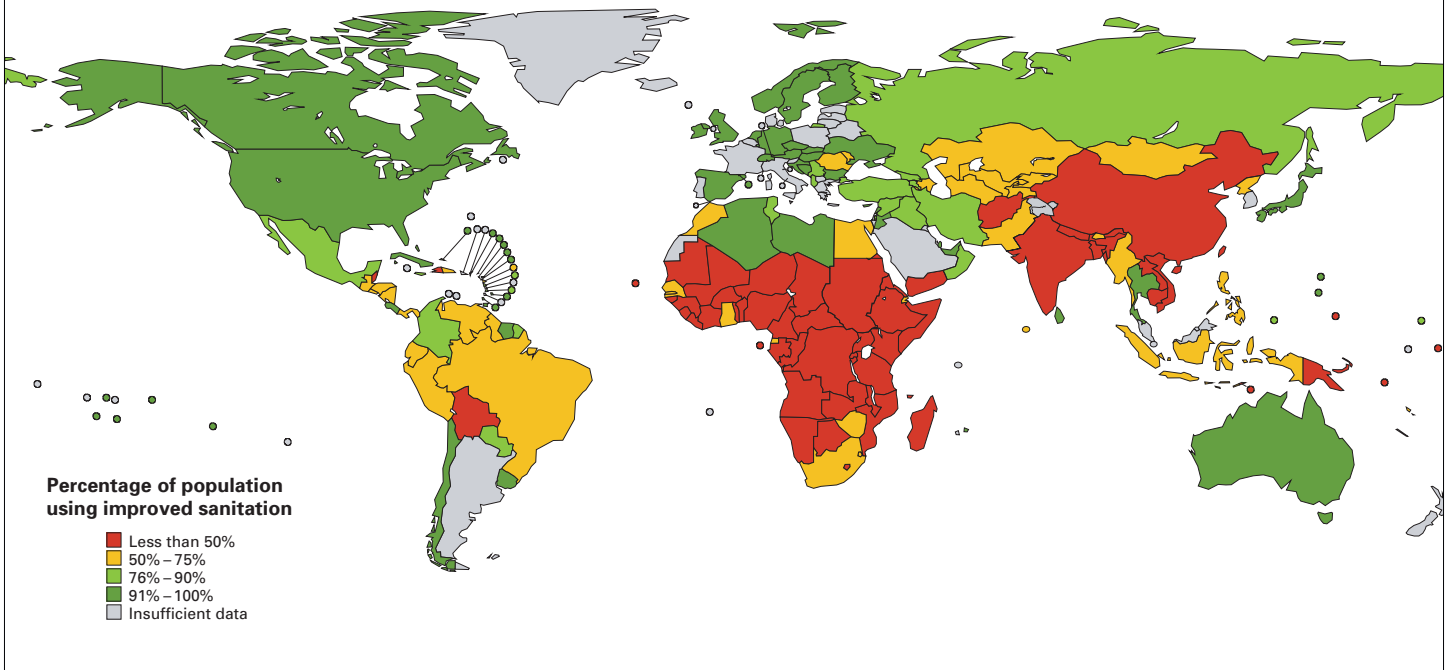 Percentage of population
using improved sanitation
Less than 50%
50% – 75%
76% – 90%
91% – 100%
Insufficient data